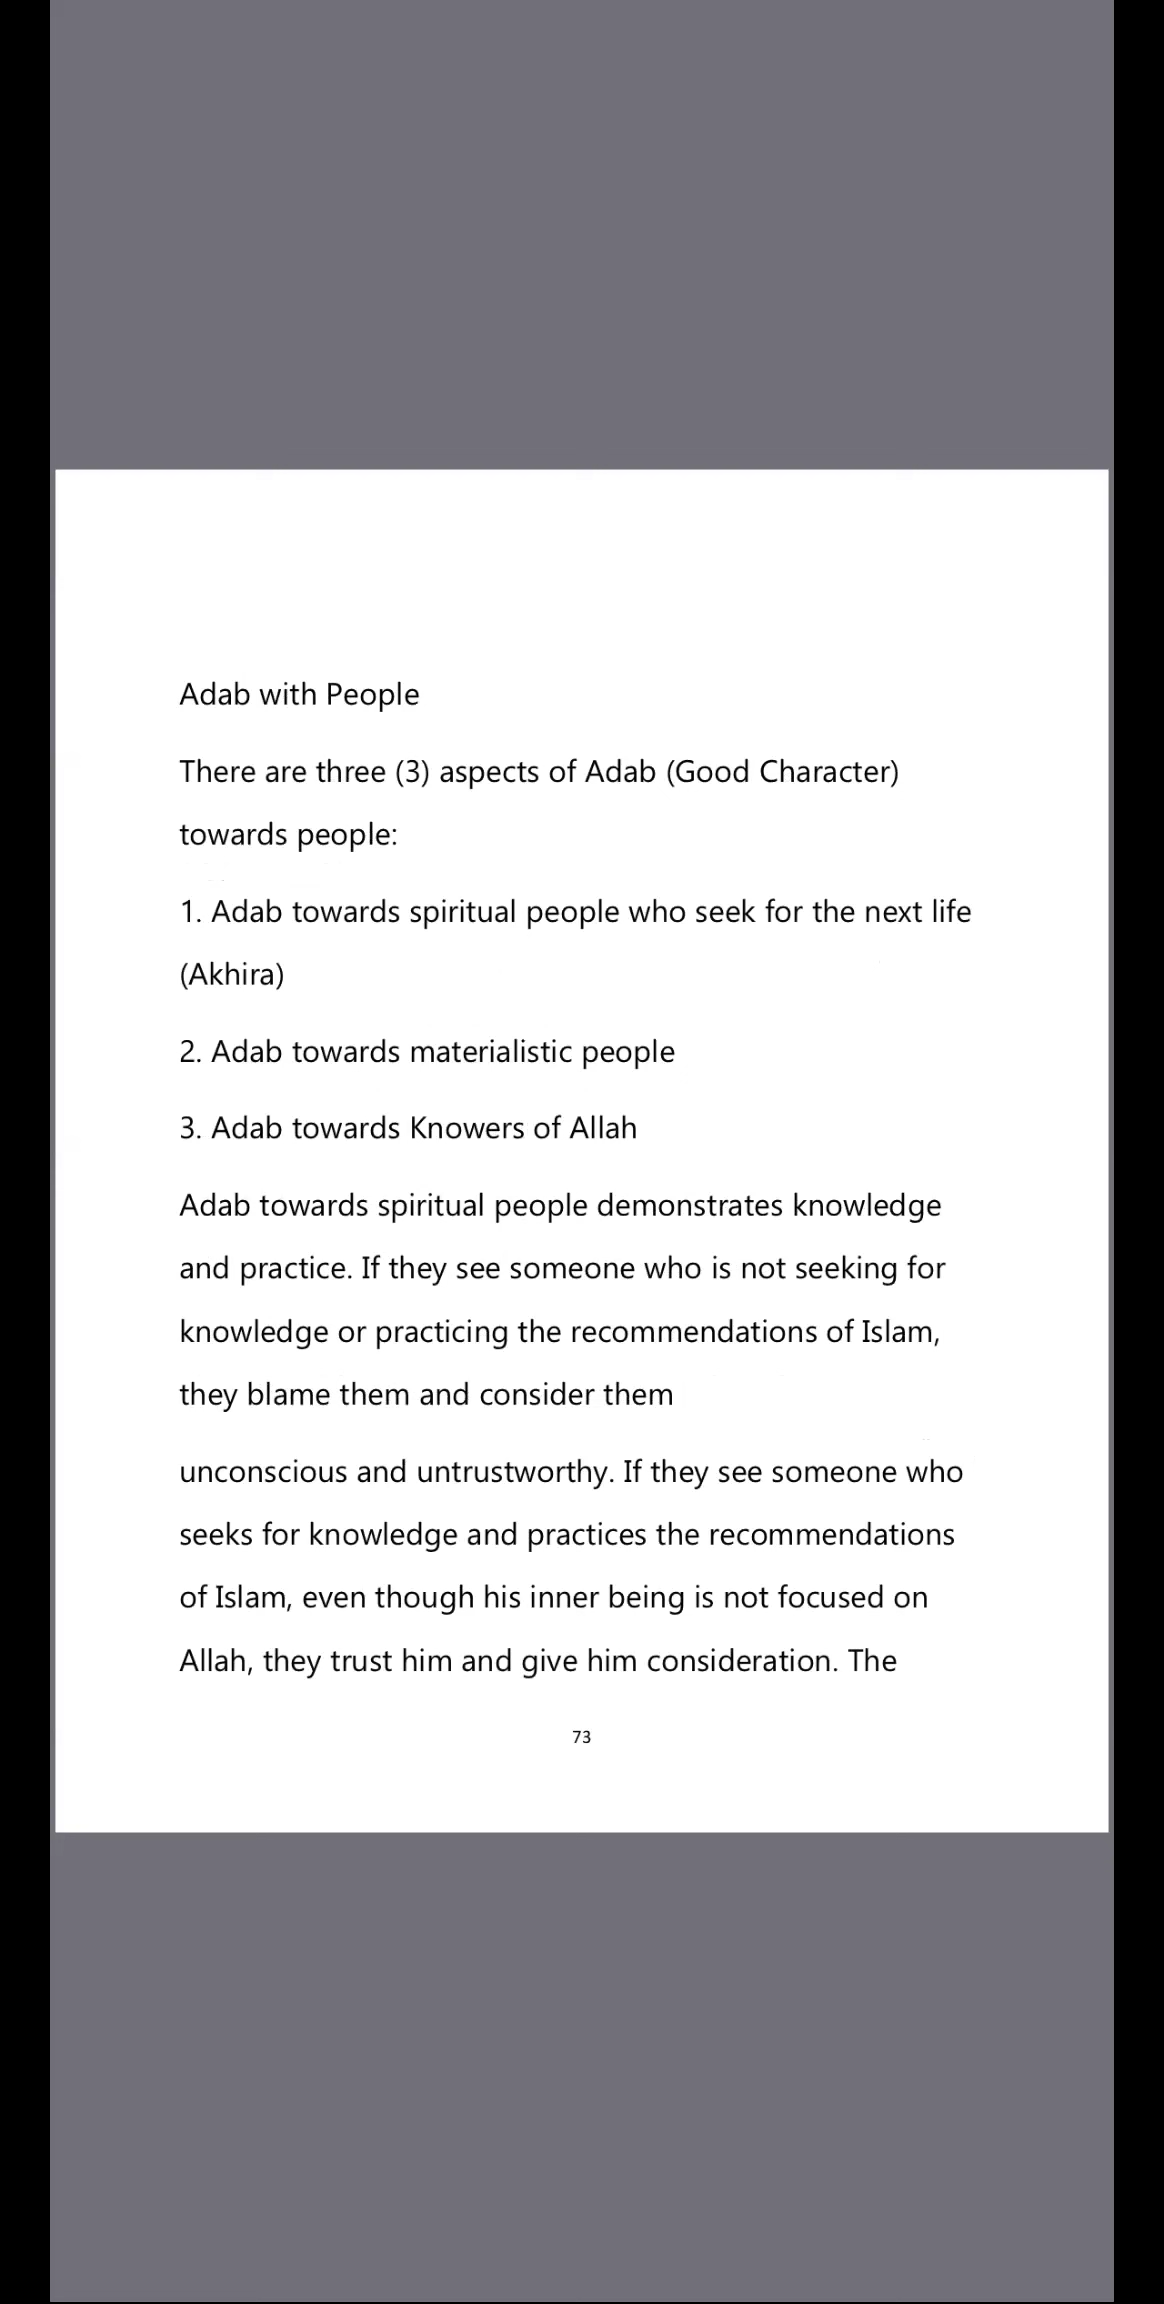 Adab with People
There are three (3) aspects of Adab (Good Character)
towards people:
1. Adab towards spiritual people who seek for the next life
(Akhira)
2. Adab towards materialistic people
3. Adab towards Knowers of Allah
Adab towards spiritual people demonstrates knowledge
and practice. If they see someone who is not seeking for
knowledge or practicing the recommendations of Islam,
they blame them and consider them
unconscious and untrustworthy. If they see someone who
seeks for knowledge and practices the recommendations
of Islam, even though his inner being is not focused on
Allah, they trust him and give him consideration. The
73